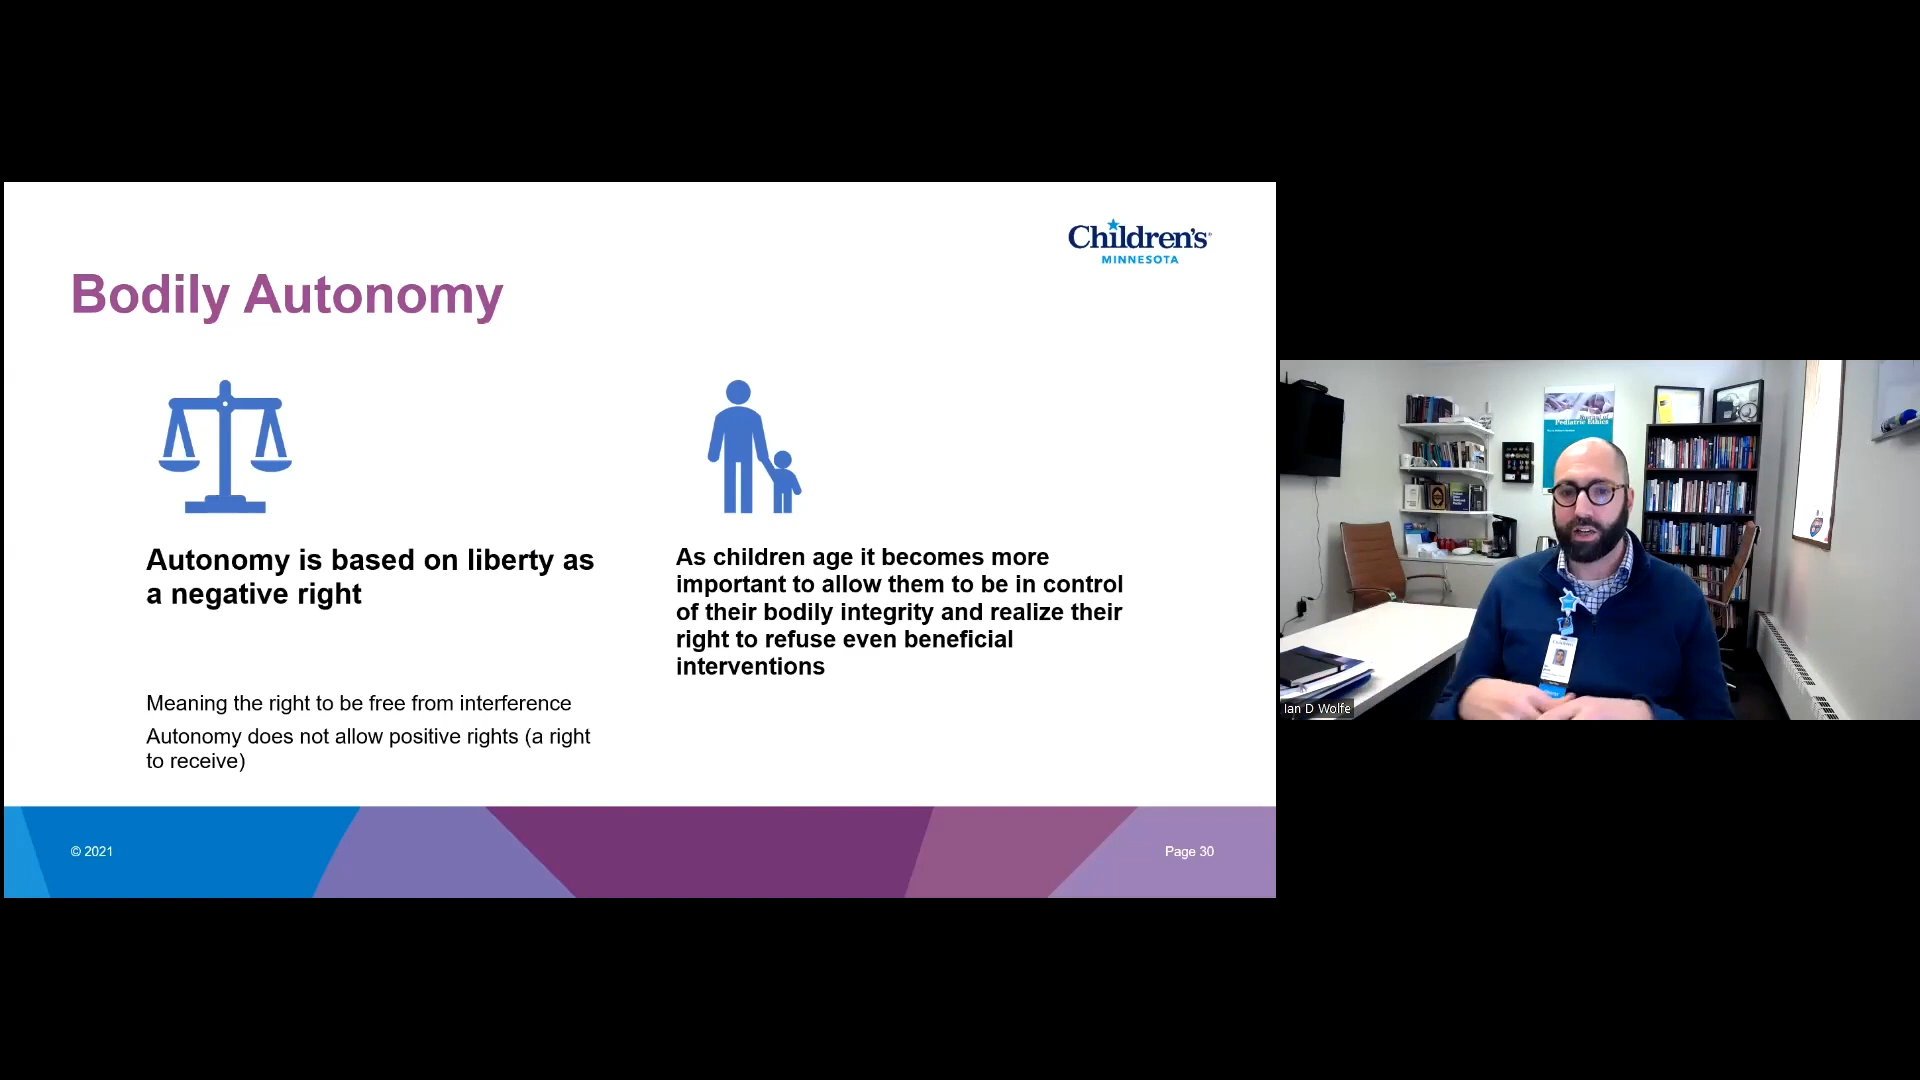 Children's
MINNESOTA
Bodily Autonomy
Autonomy is based on liberty as
a negative right
As children age it becomes more
important to allow them to be in control
of their bodily integrity and realize their
right to refuse even beneficial
interventions
Meaning the right to be free from interference
Autonomy does not allow positive rights (a right
to receive)
© 2021
Page 30
Pediatric Ethics
Ian D Wolfe